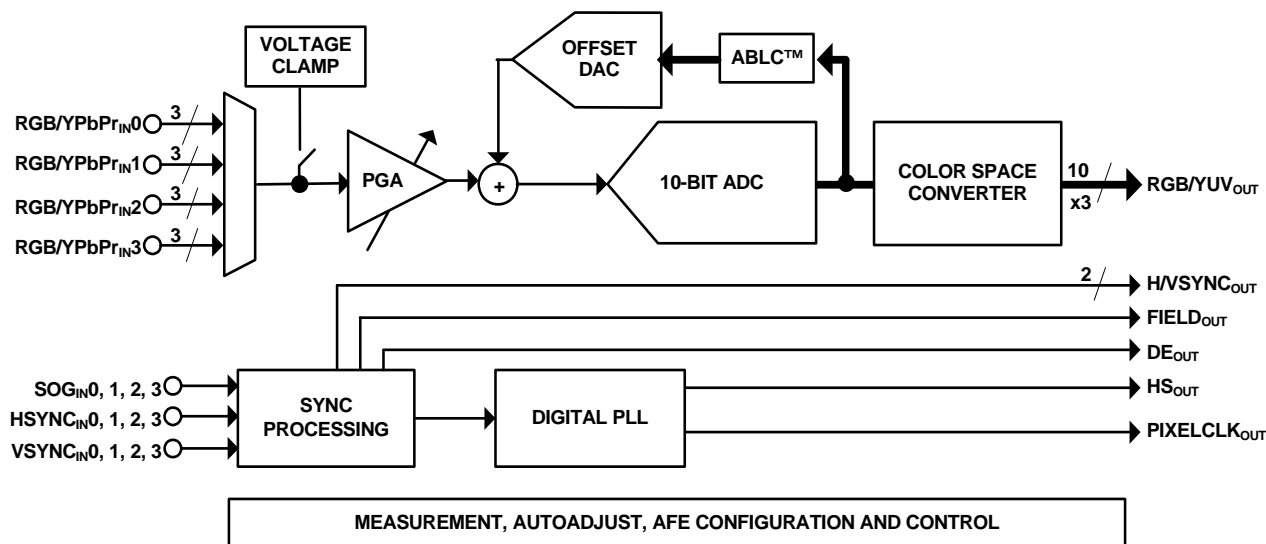 VOLTAGE
CLAMP
OFFSET
DAC
ABLC™
RGB/YPbPrIN0
3
RGB/YPbPrIN1
3
RGB/YPbPrIN2
3
RGB/YPbPrIN3
3
PGA
+
10-BIT ADC
COLOR SPACE
CONVERTER
10
x3
RGB/YUVOUT
2
H/VSYNCOUT
FIELDOUT
DEOUT
HSOUT
PIXELCLKOUT
SOGIN0, 1, 2, 3
HSYNCIN0, 1, 2, 3
VSYNCIN0, 1, 2, 3
SYNC
PROCESSING
DIGITAL PLL
MEASUREMENT, AUTOADJUST, AFE CONFIGURATION AND CONTROL